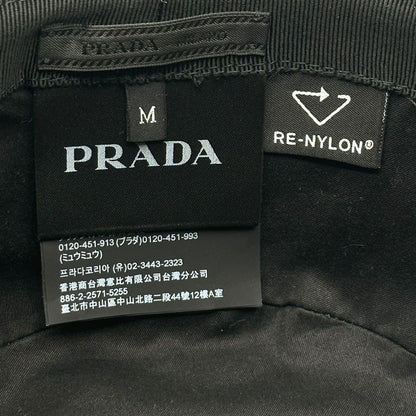 PRADA
M
PRADA
RE-NYLON®
0120-451-913 (プラダ)0120-451-993
(ミュウミュウ)
프라다코리아 (유) 02-3443-2323
香港商台灣意比有限公司台灣分公司
886-2-2571-5255
臺北市中山區中山北路二段44號12樓A室